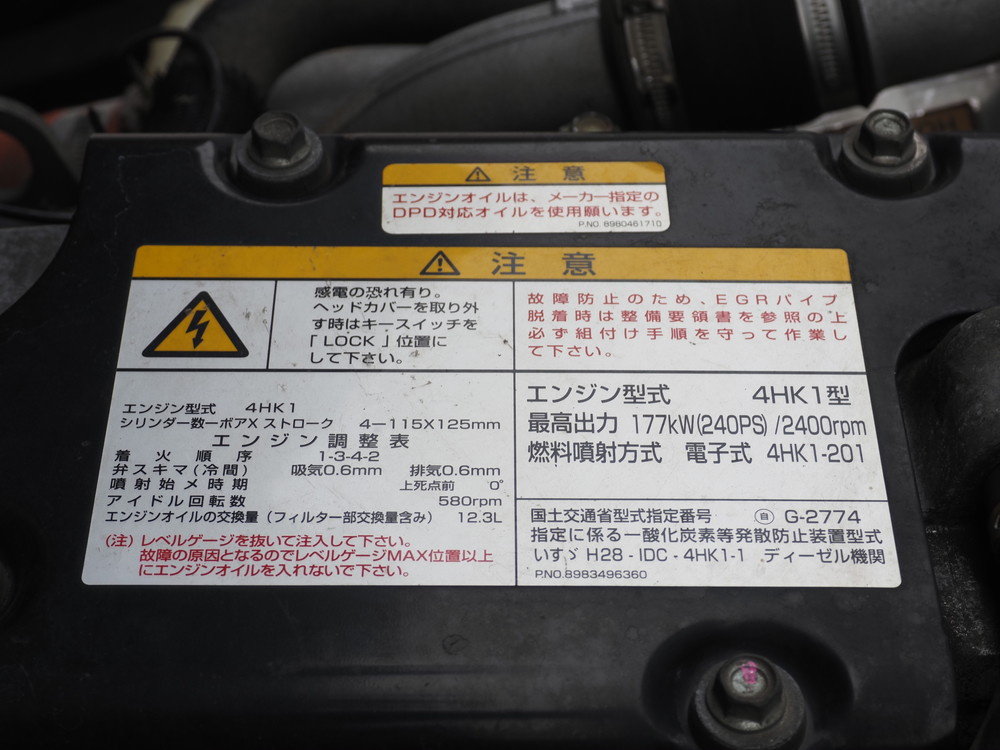 ⚠ 注意
エンジンオイルは、メーカー指定の
DPD対応オイルを使用願います。
P.NO 8980461710
⚠ 注意
感電の恐れ有り。
ヘッドカバーを取り外
す時はキースイッチを
「LOCK」位置に
して下さい。
故障防止のため、EGRパイプ
脱着時は整備要領書を参照の上
必ず組付け手順を守って作業し
て下さい。
エンジン型式 4HK1
シリンダー数ーボアX ストローク 4ー115X125mm
エンジン調整表
着火順序 1-3-4-2
弁スキマ(冷間) 吸気0.6mm 排気0.6mm
噴射始メ時期 上死点前 0°
アイドル回転数 580rpm
エンジンオイルの交換量(フィルター部交換量含み) 12.3L
(注)レベルゲージを抜いて注入して下さい。
故障の原因となるのでレベルゲージMAX位置以上
にエンジンオイルを入れないで下さい。
エンジン型式 4HK1型
最高出力 177kW(240PS)/2400rpm
燃料噴射方式 電子式 4HK1-201
国土交通省型式指定番号 ㊀自 G-2774
指定に係る一酸化炭素等発散防止装置型式
いすゞ H28-IDC-4HK1-1 ディーゼル機関
P.NO.8983496360